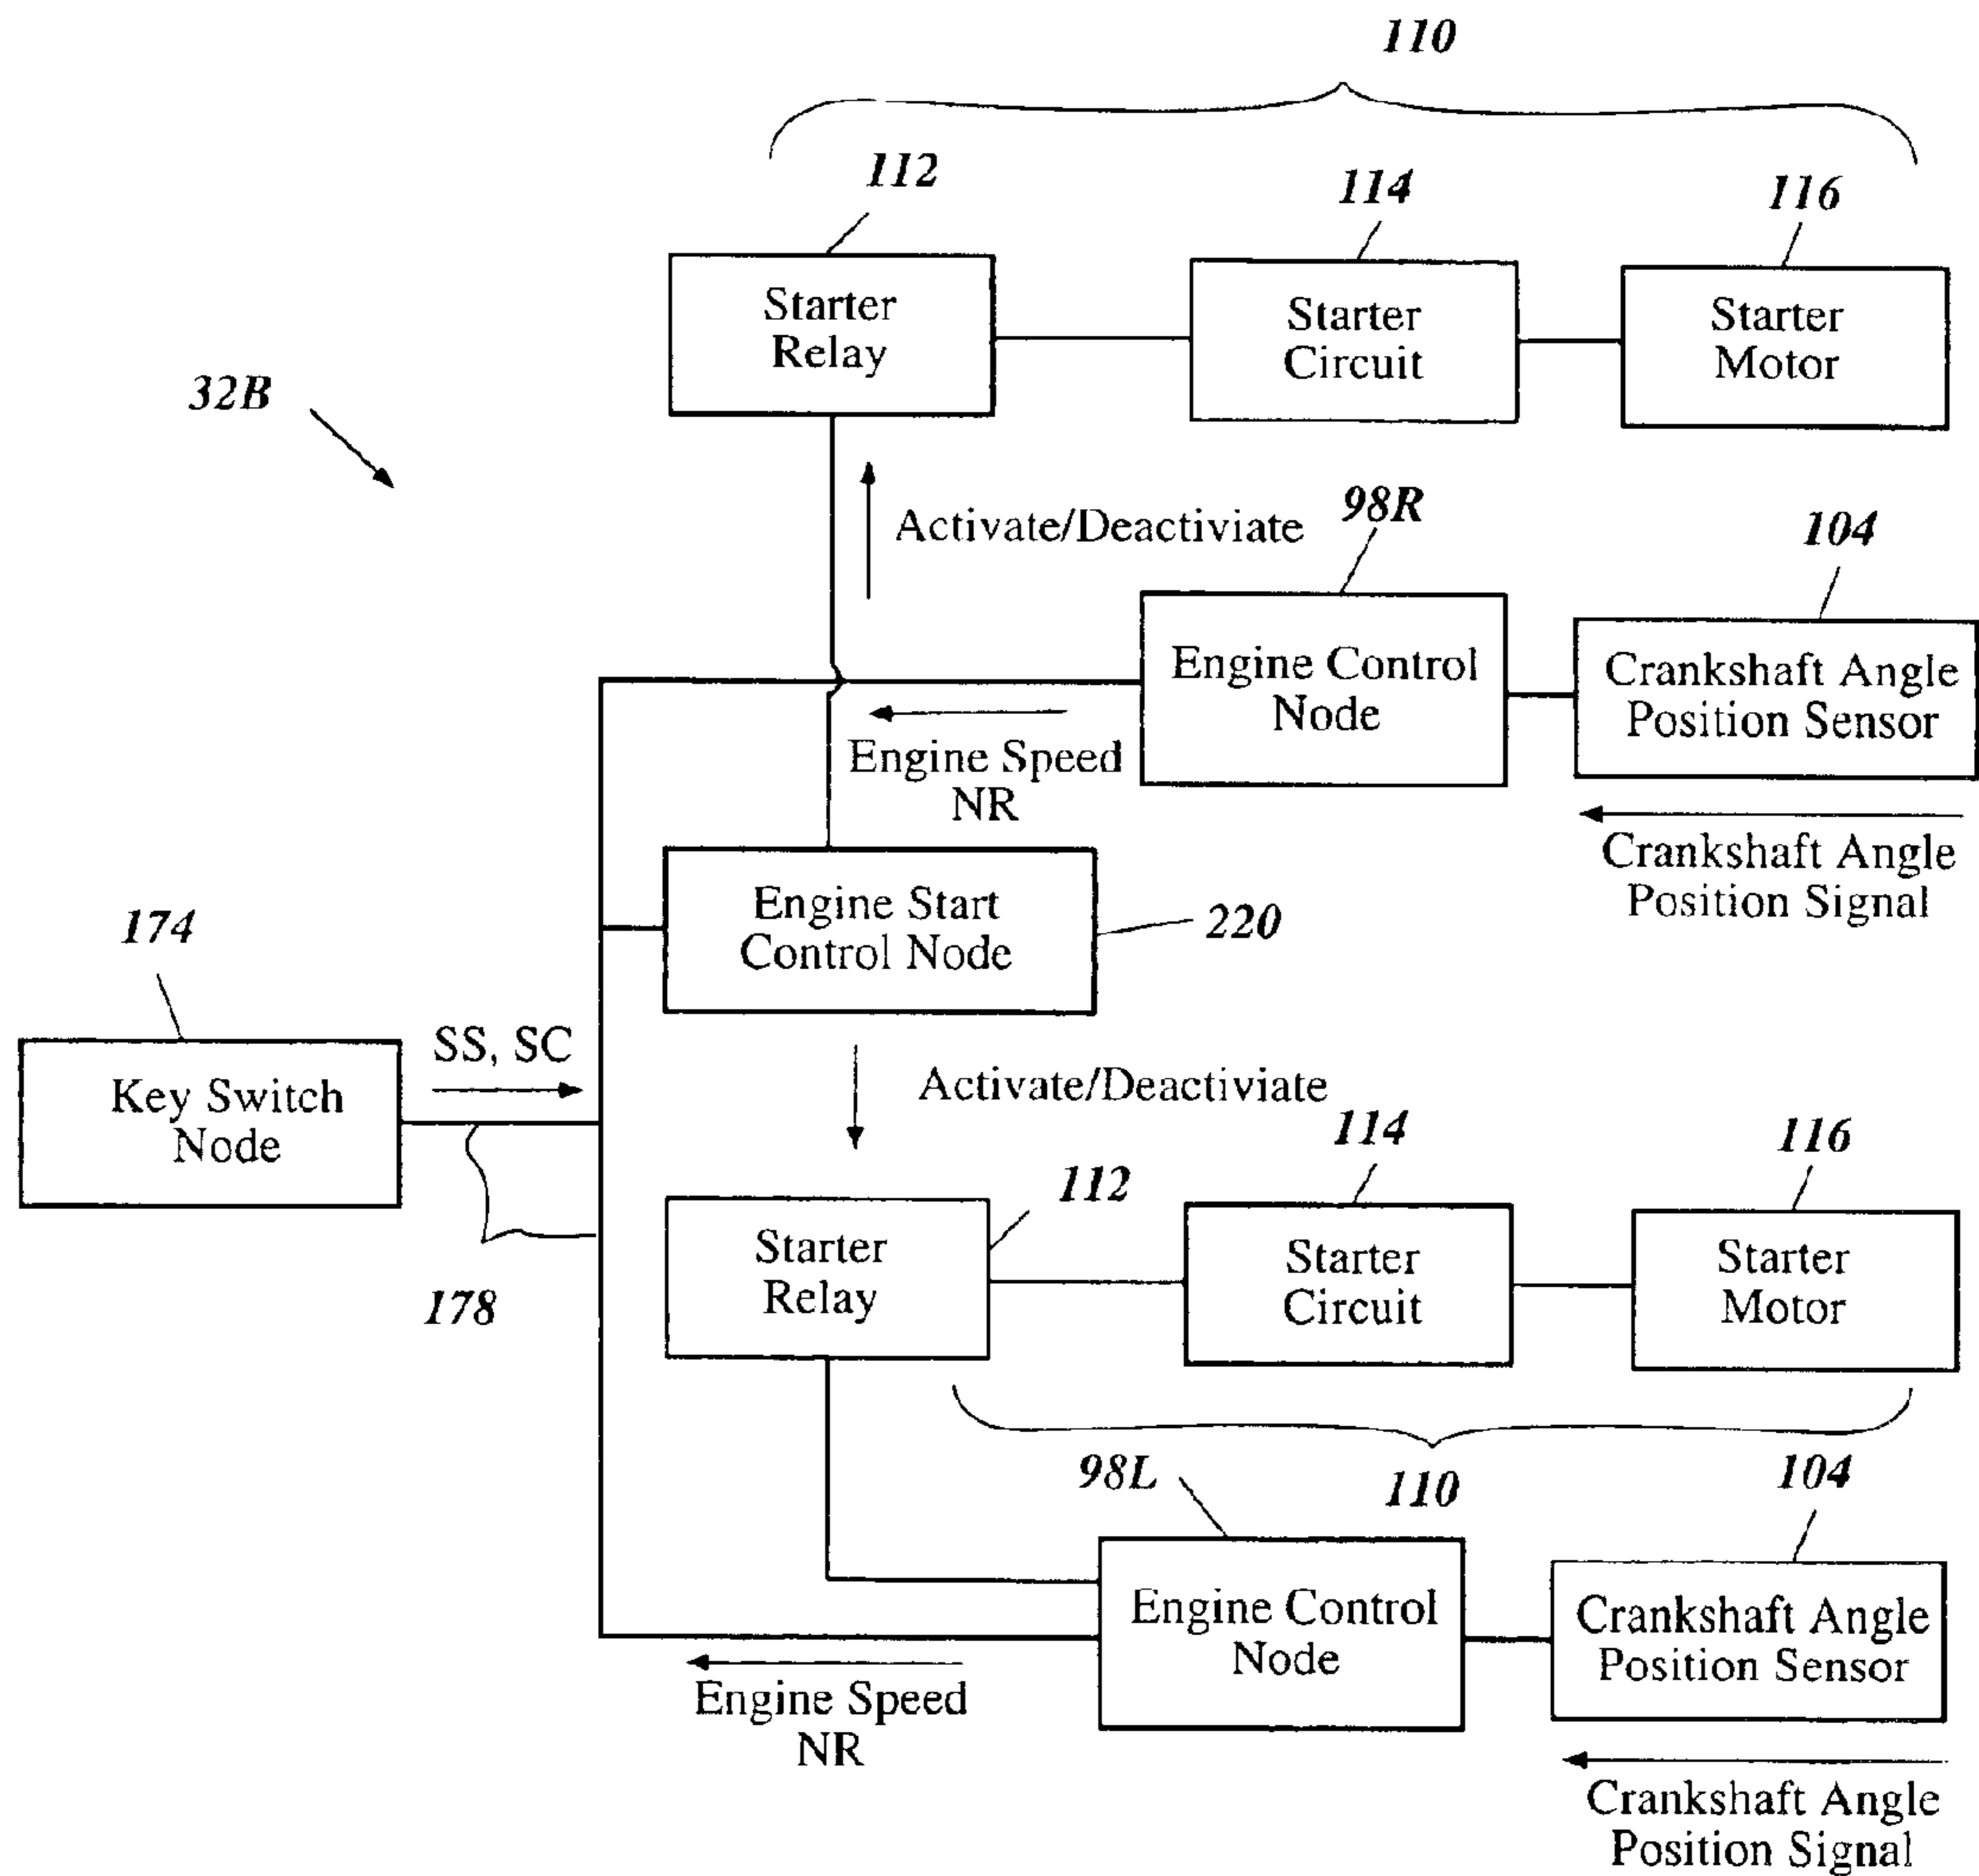 110
112
114
116
Starter
Relay
Starter
Circuit
Starter
Motor
32B
Activate/Deactiviate
98R
104
Engine Control
Node
Crankshaft Angle
Position Sensor
Engine Speed
NR
Crankshaft Angle
Position Signal
Engine Start
Control Node
220
174
SS, SC
Key Switch
Node
Activate/Deactiviate
178
112
114
116
Starter
Relay
Starter
Circuit
Starter
Motor
98L
110
104
Engine Control
Node
Crankshaft Angle
Position Sensor
Engine Speed
NR
Crankshaft Angle
Position Signal